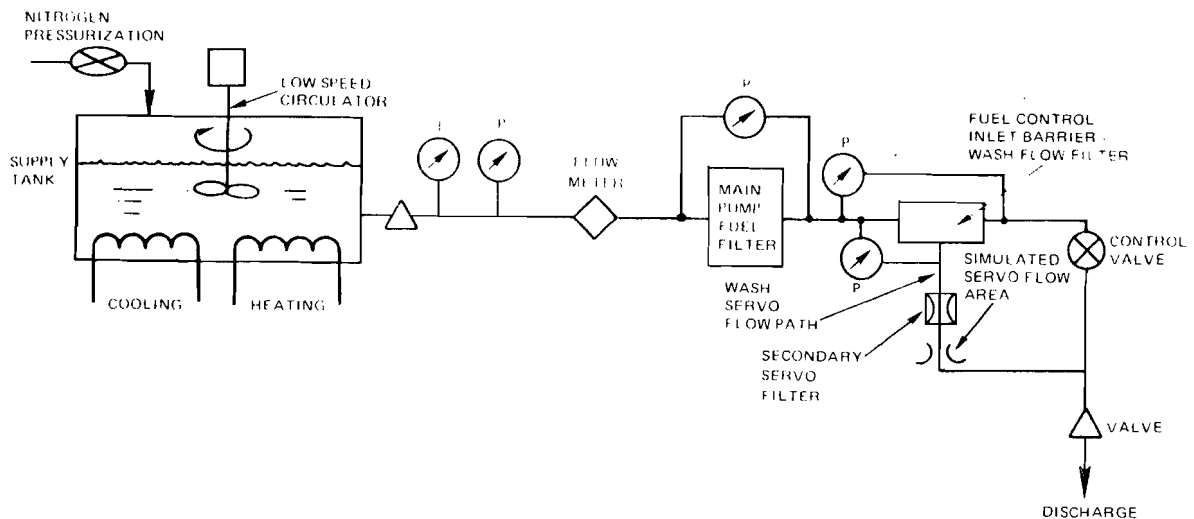 NITROGEN
PRESSURIZATION
LOW SPEED
CIRCULATOR
SUPPLY
TANK
COOLING
HEATING
P
FLOW
METER
P
MAIN
PUMP
FUEL
FILTER
P
P
FUEL CONTROL
INLET BARRIER
WASH FLOW FILTER
CONTROL
VALVE
SIMULATED
SERVO FLOW
AREA
WASH
SERVO
FLOW PATH
SECONDARY
SERVO
FILTER
VALVE
DISCHARGE